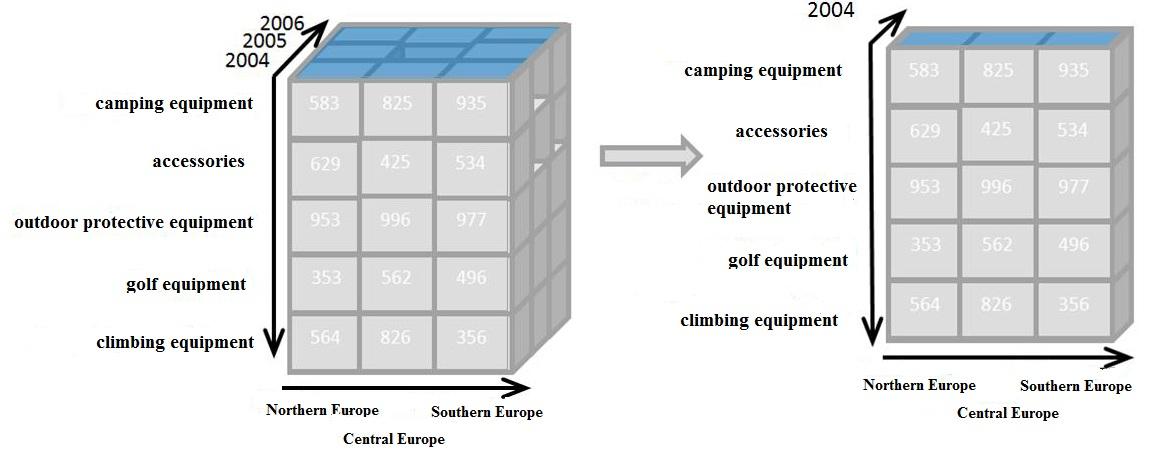 2006
2005
2004
camping equipment
583 825 935
accessories
629 425 534
outdoor protective equipment
953 996 977
golf equipment
353 562 496
climbing equipment
564 826 356
Northern Europe
Southern Europe
Central Europe
2004
camping equipment
583 825 935
accessories
629 425 534
outdoor protective
equipment
953 996 977
golf equipment
353 562 496
climbing equipment
564 826 356
Northern Europe
Southern Europe
Central Europe